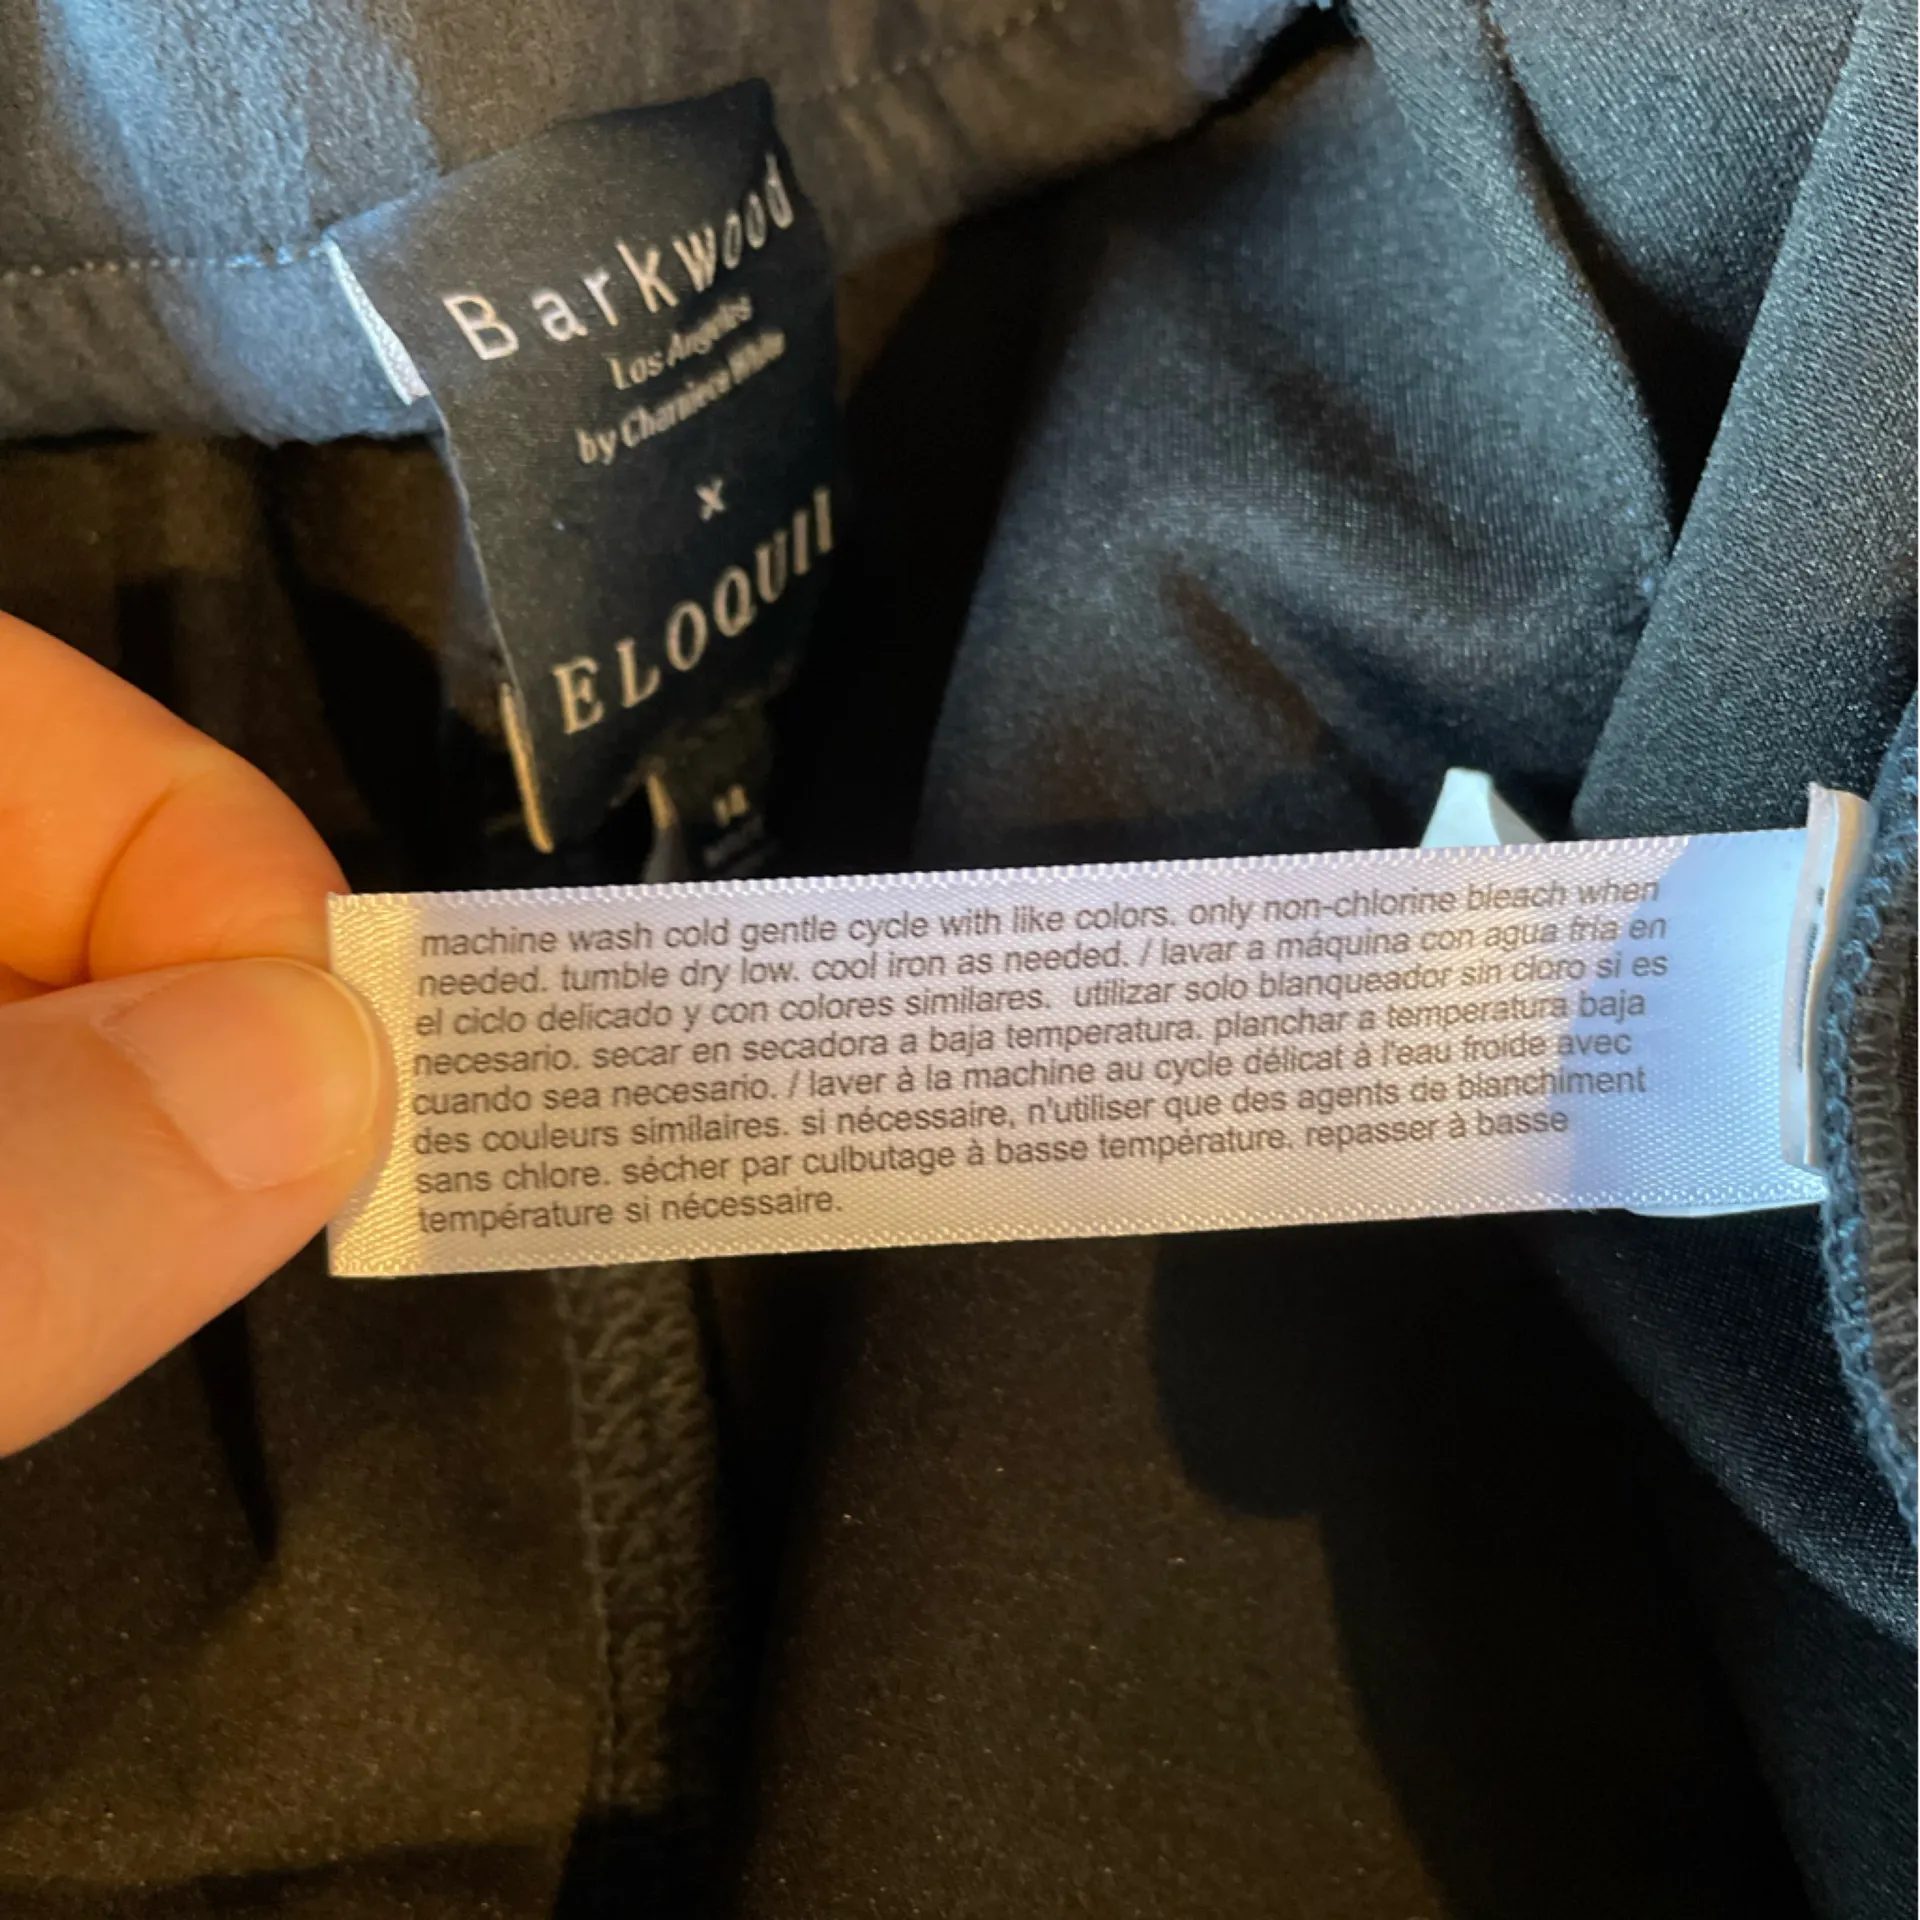 Barkwood
Los Angeles
by Charniece White
x
ELOQUII
14
machine wash cold gentle cycle with like colors. only non-chlorine bleach when
needed. tumble dry low. cool iron as needed. / lavar a máquina con agua fría en
el ciclo delicado y con colores similares. utilizar solo blanqueador sin cloro si es
necesario. secar en secadora a baja temperatura. planchar a temperatura baja
cuando sea necesario. / laver à la machine au cycle délicat à l'eau froide avec
des couleurs similaires. si nécessaire, n'utiliser que des agents de blanchiment
sans chlore. sécher par culbutage à basse température. repasser à basse
température si nécessaire.